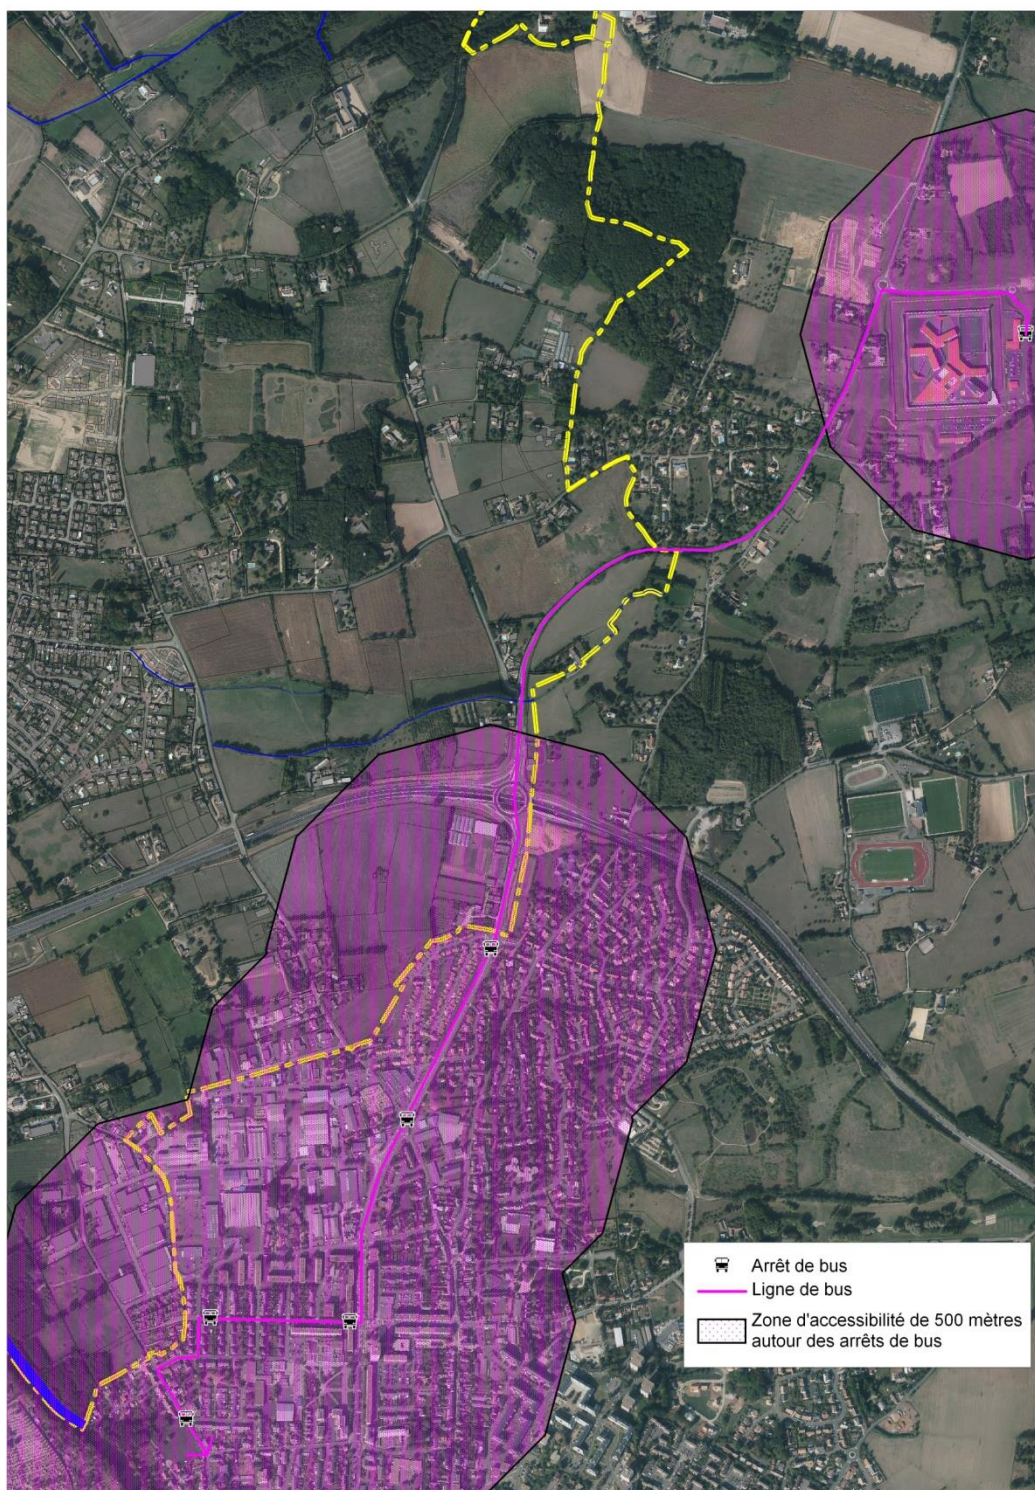 Arrêt de bus
Ligne de bus
Zone d'accessibilité de 500 mètres
autour des arrêts de bus